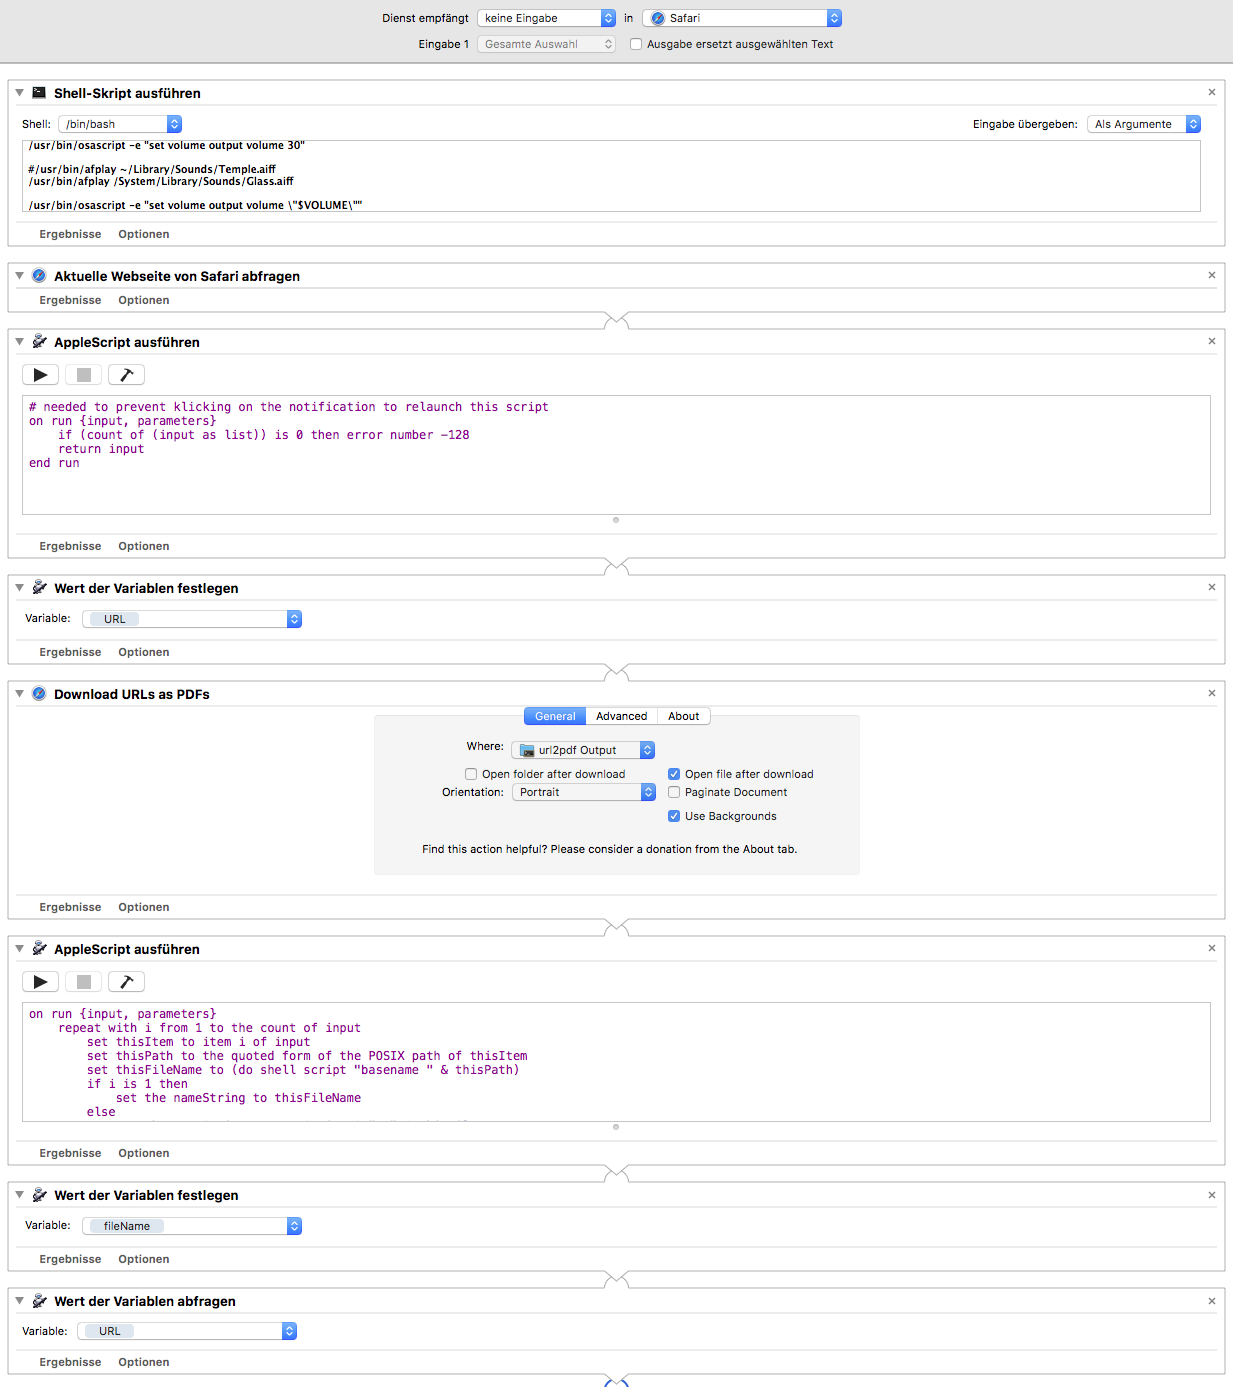 Dienst empfängt keine Eingabe in Safari
Eingabe 1 Gesamte Auswahl Ausgabe ersetzt ausgewählten Text
Shell-Skript ausführen
Shell: /bin/bash Eingabe übergeben: Als Argumente
/usr/bin/osascript -e "set volume output volume 30"
#/usr/bin/afplay ~/Library/Sounds/Temple.aiff
/usr/bin/afplay /System/Library/Sounds/Glass.aiff
/usr/bin/osascript -e "set volume output volume \"$VOLUME\""
Ergebnisse Optionen
Aktuelle Webseite von Safari abfragen
Ergebnisse Optionen
AppleScript ausführen
# needed to prevent klicking on the notification to relaunch this script
on run {input, parameters}
if (count of (input as list)) is 0 then error number -128
return input
end run
Ergebnisse Optionen
Wert der Variablen festlegen
Variable: URL
Ergebnisse Optionen
Download URLs as PDFs
General Advanced About
Where: url2pdf Output
Open folder after download Open file after download
Orientation: Portrait Paginate Document
Use Backgrounds
Find this action helpful? Please consider a donation from the About tab.
Ergebnisse Optionen
AppleScript ausführen
on run {input, parameters}
repeat with i from 1 to the count of input
set thisItem to item i of input
set thisPath to the quoted form of the POSIX path of thisItem
set thisFileName to (do shell script "basename " & thisPath)
if i is 1 then
set the nameString to thisFileName
else
Ergebnisse Optionen
Wert der Variablen festlegen
Variable: fileName
Ergebnisse Optionen
Wert der Variablen abfragen
Variable: URL
Ergebnisse Optionen